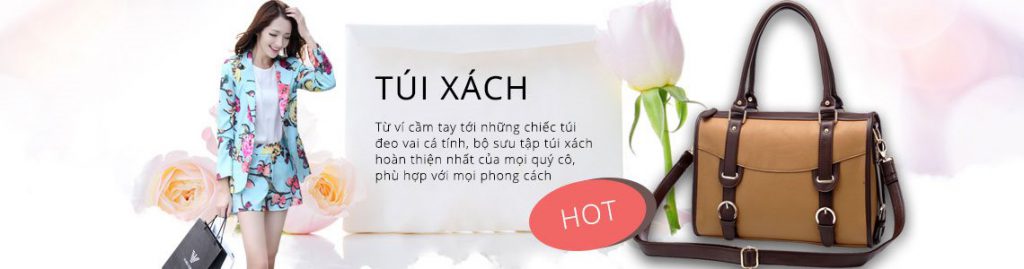 TÚI XÁCH
Từ ví cầm tay tới những chiếc túi
đeo vai cá tính, bộ sưu tập túi xách
hoàn thiện nhất của mọi quý cô,
phù hợp với mọi phong cách
HOT